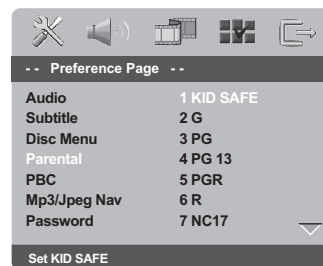 - - Preference Page - -
Audio 1 KID SAFE
Subtitle 2 G
Disc Menu 3 PG
Parental 4 PG 13
PBC 5 PGR
Mp3/Jpeg Nav 6 R
Password 7 NC17
Set KID SAFE